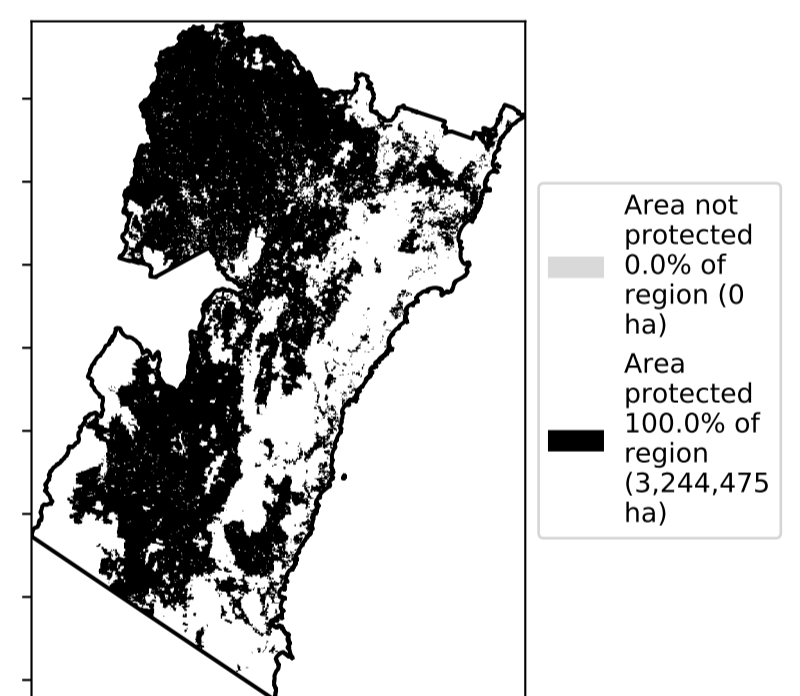 Area not
protected
0.0% of
region (0
ha)
Area
protected
100.0% of
region
(3,244,475
ha)